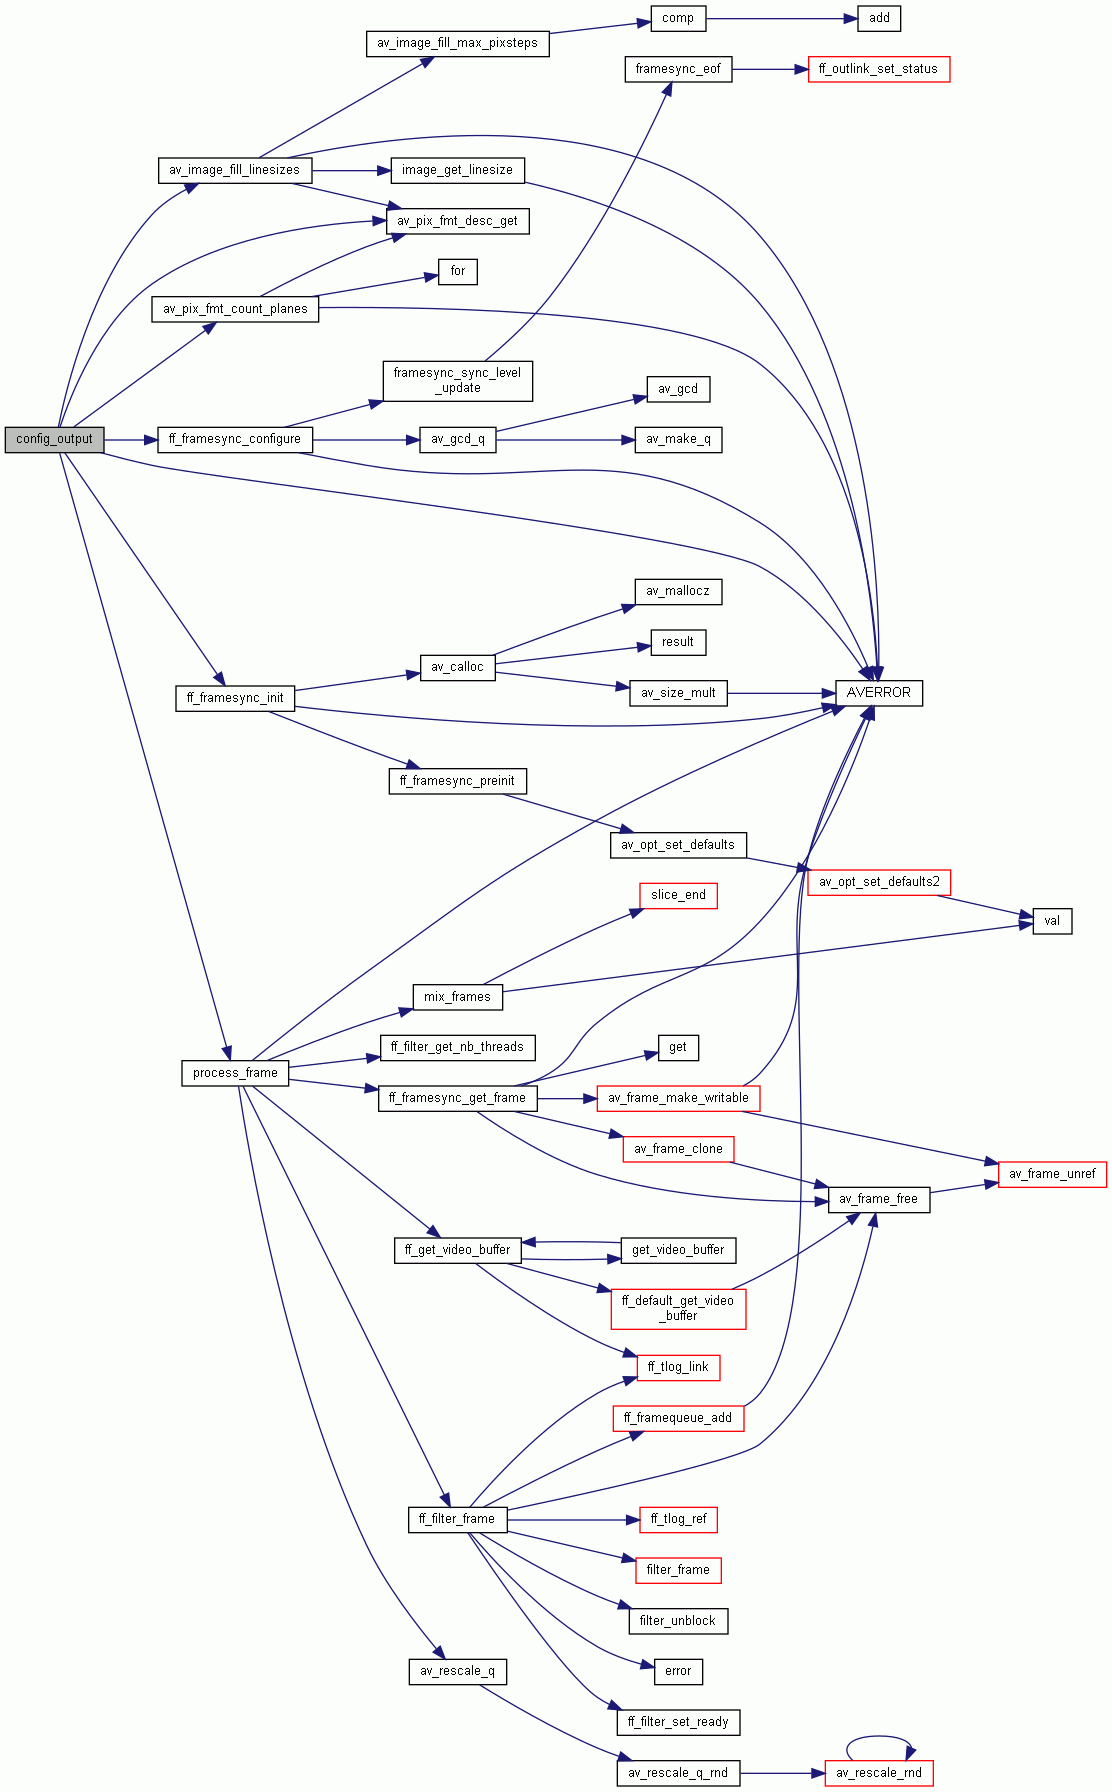 comp
add
av_image_fill_max_pixsteps
framesync_eof
ff_outlink_set_status
av_image_fill_linesizes
image_get_linesize
av_pix_fmt_desc_get
for
av_pix_fmt_count_planes
framesync_sync_level
_update
av_gcd
config_output
ff_framesync_configure
av_gcd_q
av_make_q
av_mallocz
result
av_calloc
ff_framesync_init
av_size_mult
AVERROR
ff_framesync_preinit
av_opt_set_defaults
av_opt_set_defaults2
slice_end
val
mix_frames
ff_filter_get_nb_threads
get
process_frame
ff_framesync_get_frame
av_frame_make_writable
av_frame_clone
av_frame_unref
av_frame_free
ff_get_video_buffer
get_video_buffer
ff_default_get_video
_buffer
ff_tlog_link
ff_framequeue_add
ff_filter_frame
ff_tlog_ref
filter_frame
filter_unblock
error
av_rescale_q
ff_filter_set_ready
av_rescale_q_rnd
av_rescale_rnd